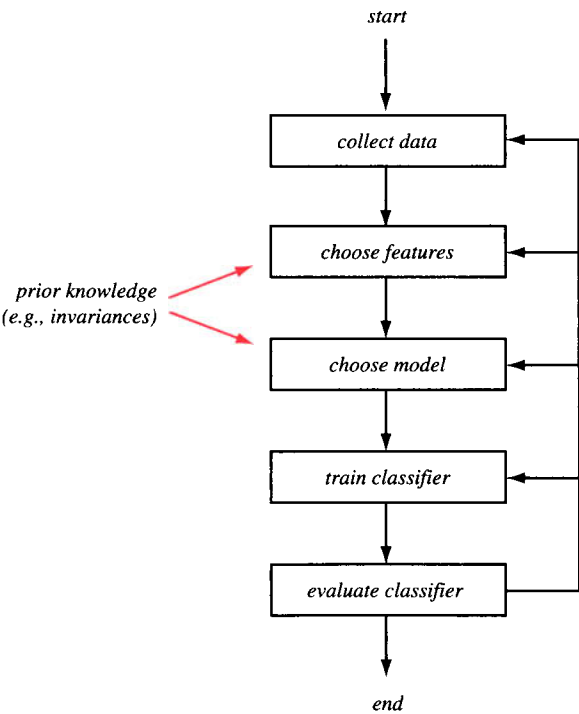 start
collect data
choose features
prior knowledge
(e.g., invariances)
choose model
train classifier
evaluate classifier
end